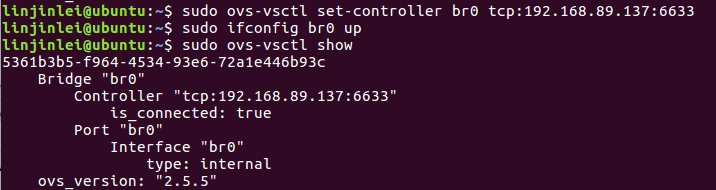 linjinlei@ubuntu:~$ sudo ovs-vsctl set-controller br0 tcp:192.168.89.137:6633
linjinlei@ubuntu:~$ sudo ifconfig br0 up
linjinlei@ubuntu:~$ sudo ovs-vsctl show
5361b3b5-f964-4534-93e6-72a1e446b93c
    Bridge "br0"
        Controller "tcp:192.168.89.137:6633"
            is_connected: true
        Port "br0"
            Interface "br0"
                type: internal
    ovs_version: "2.5.5"